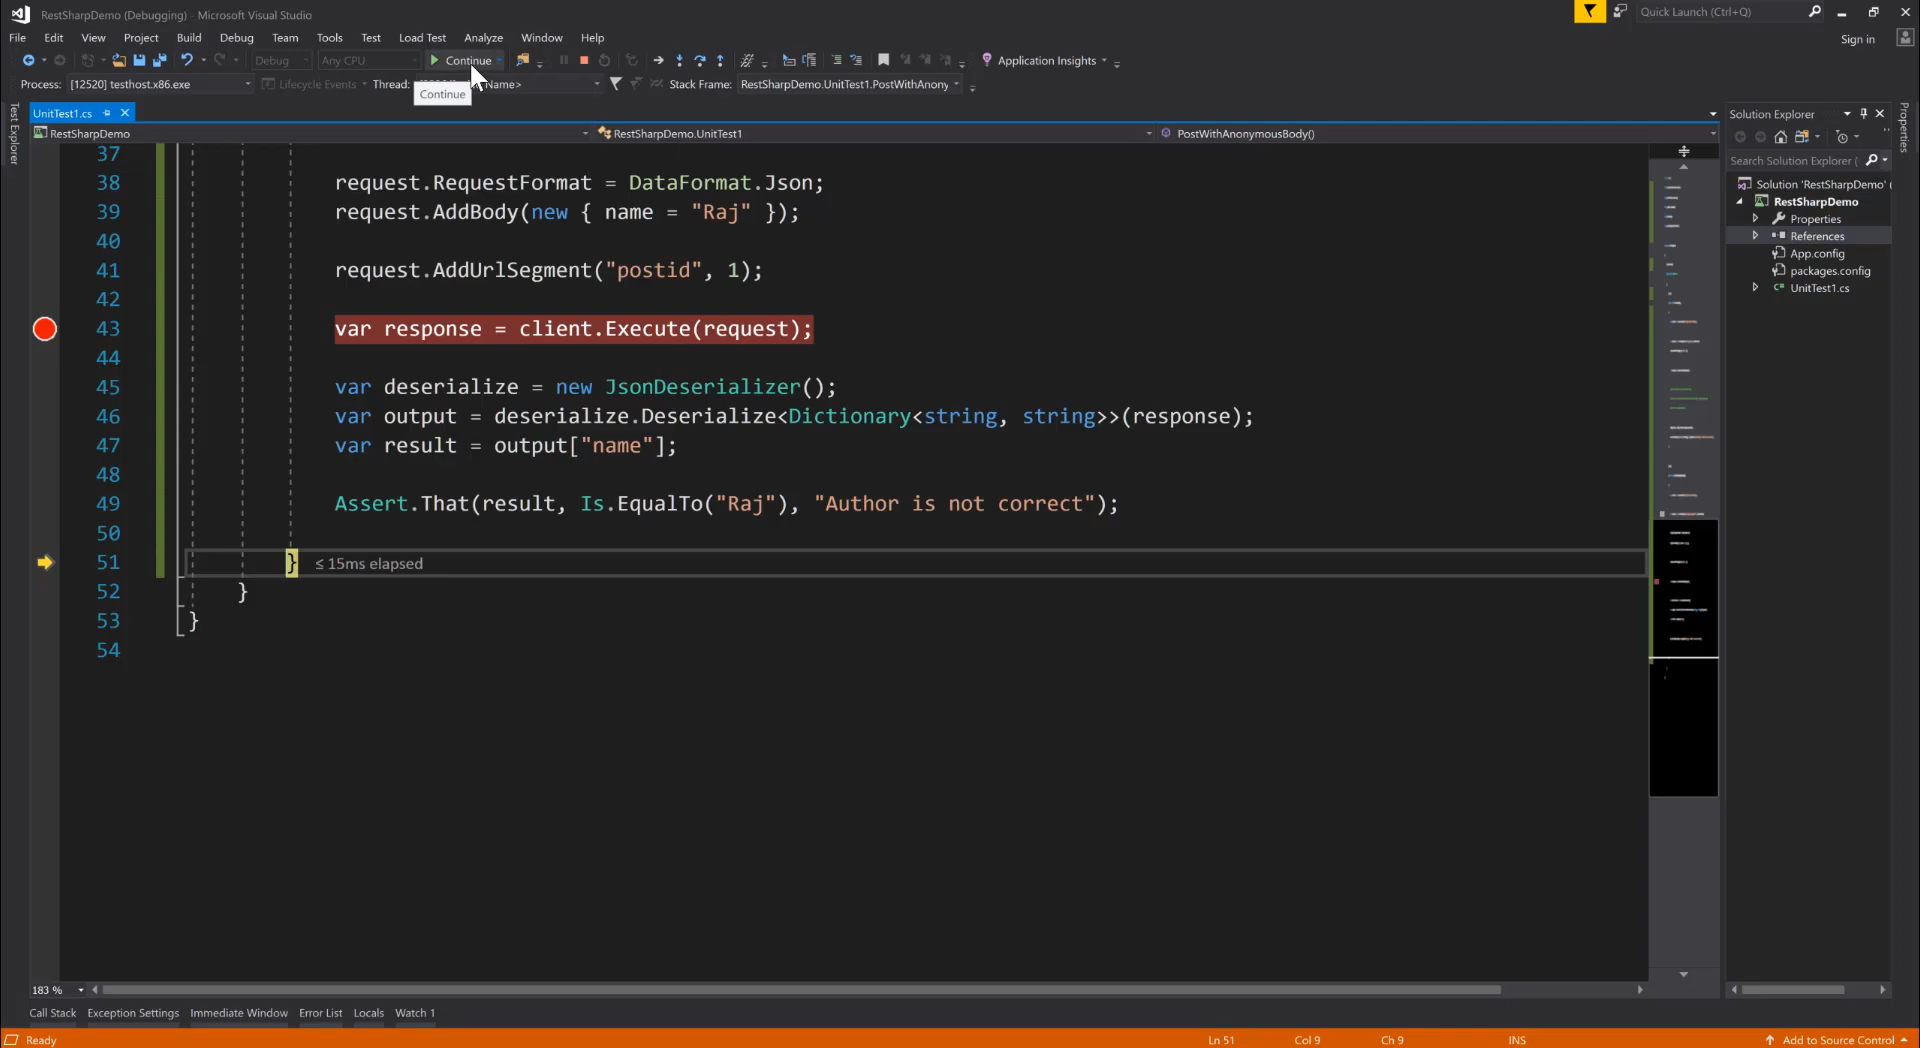 RestSharpDemo (Debugging) - Microsoft Visual Studio
Quick Launch (Ctrl+Q)
File Edit View Project Build Debug Team Tools Test Load Test Analyze Window Help
Sign in
Debug Any CPU Continue Application Insights
Process: [12520] testhost.x86.exe Lifecycle Events Thread: Name> Stack Frame: RestSharpDemo.UnitTest1.PostWithAnony
Continue
Test Explorer
UnitTest1.cs
RestSharpDemo RestSharpDemo.UnitTest1 PostWithAnonymousBody()
37
38 request.RequestFormat = DataFormat.Json;
39 request.AddBody(new { name = "Raj" });
40
41 request.AddUrlSegment("postid", 1);
42
43 var response = client.Execute(request);
44
45 var deserialize = new JsonDeserializer();
46 var output = deserialize.Deserialize<Dictionary<string, string>>(response);
47 var result = output["name"];
48
49 Assert.That(result, Is.EqualTo("Raj"), "Author is not correct");
50
51 } ≤ 15ms elapsed
52 }
53 }
54
Solution Explorer
Search Solution Explorer (
Solution 'RestSharpDemo' (
RestSharpDemo
Properties
References
App.config
packages.config
UnitTest1.cs
Properties
183 %
Call Stack Exception Settings Immediate Window Error List Locals Watch 1
Ready Ln 51 Col 9 Ch 9 INS Add to Source Control